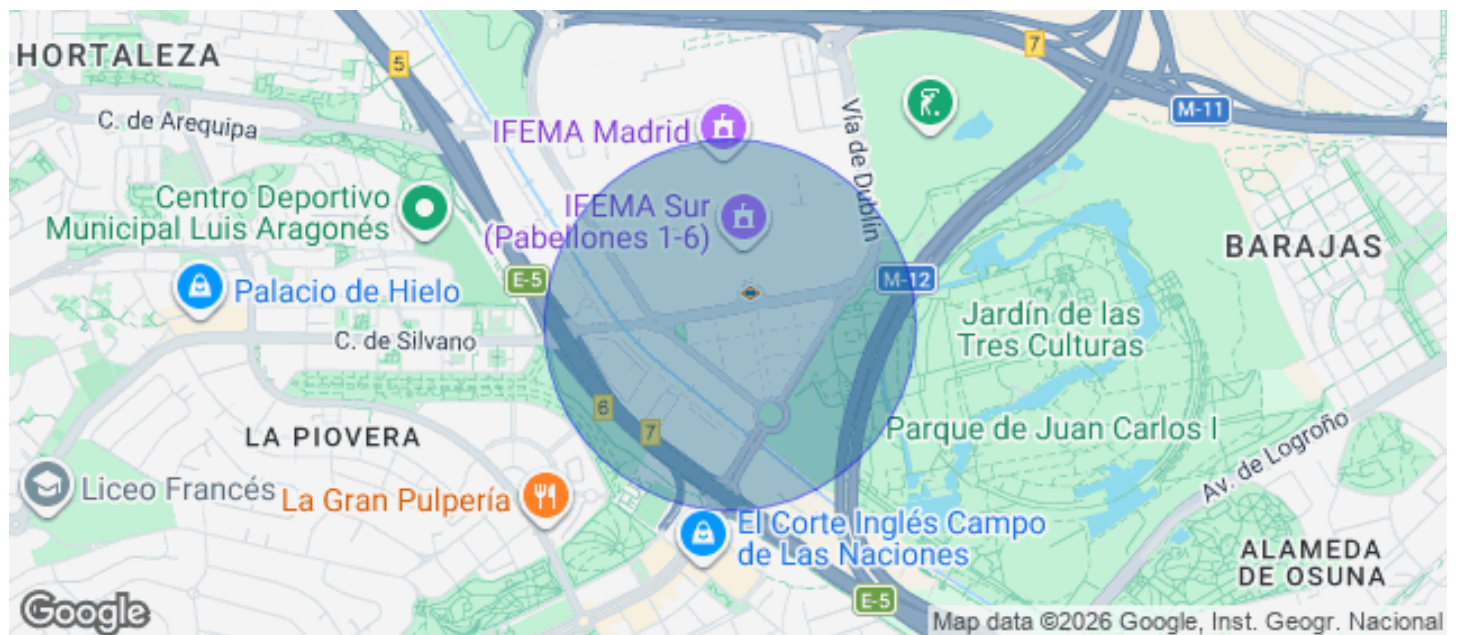 HORTALEZA
5
7
M-11
C. de Arequipa
IFEMA Madrid
Vía de Dublín
Centro Deportivo
Municipal Luis Aragonés
IFEMA Sur
(Pabellones 1-6)
BARAJAS
E-5
M-12
Palacio de Hielo
Jardín de las
Tres Culturas
C. de Silvano
6
7
LA PIOVERA
Parque de Juan Carlos I
Av. de Logroño
Liceo Francés
La Gran Pulpería
El Corte Inglés Campo
de Las Naciones
ALAMEDA
DE OSUNA
E-5
Google
Map data ©2026 Google, Inst. Geogr. Nacional